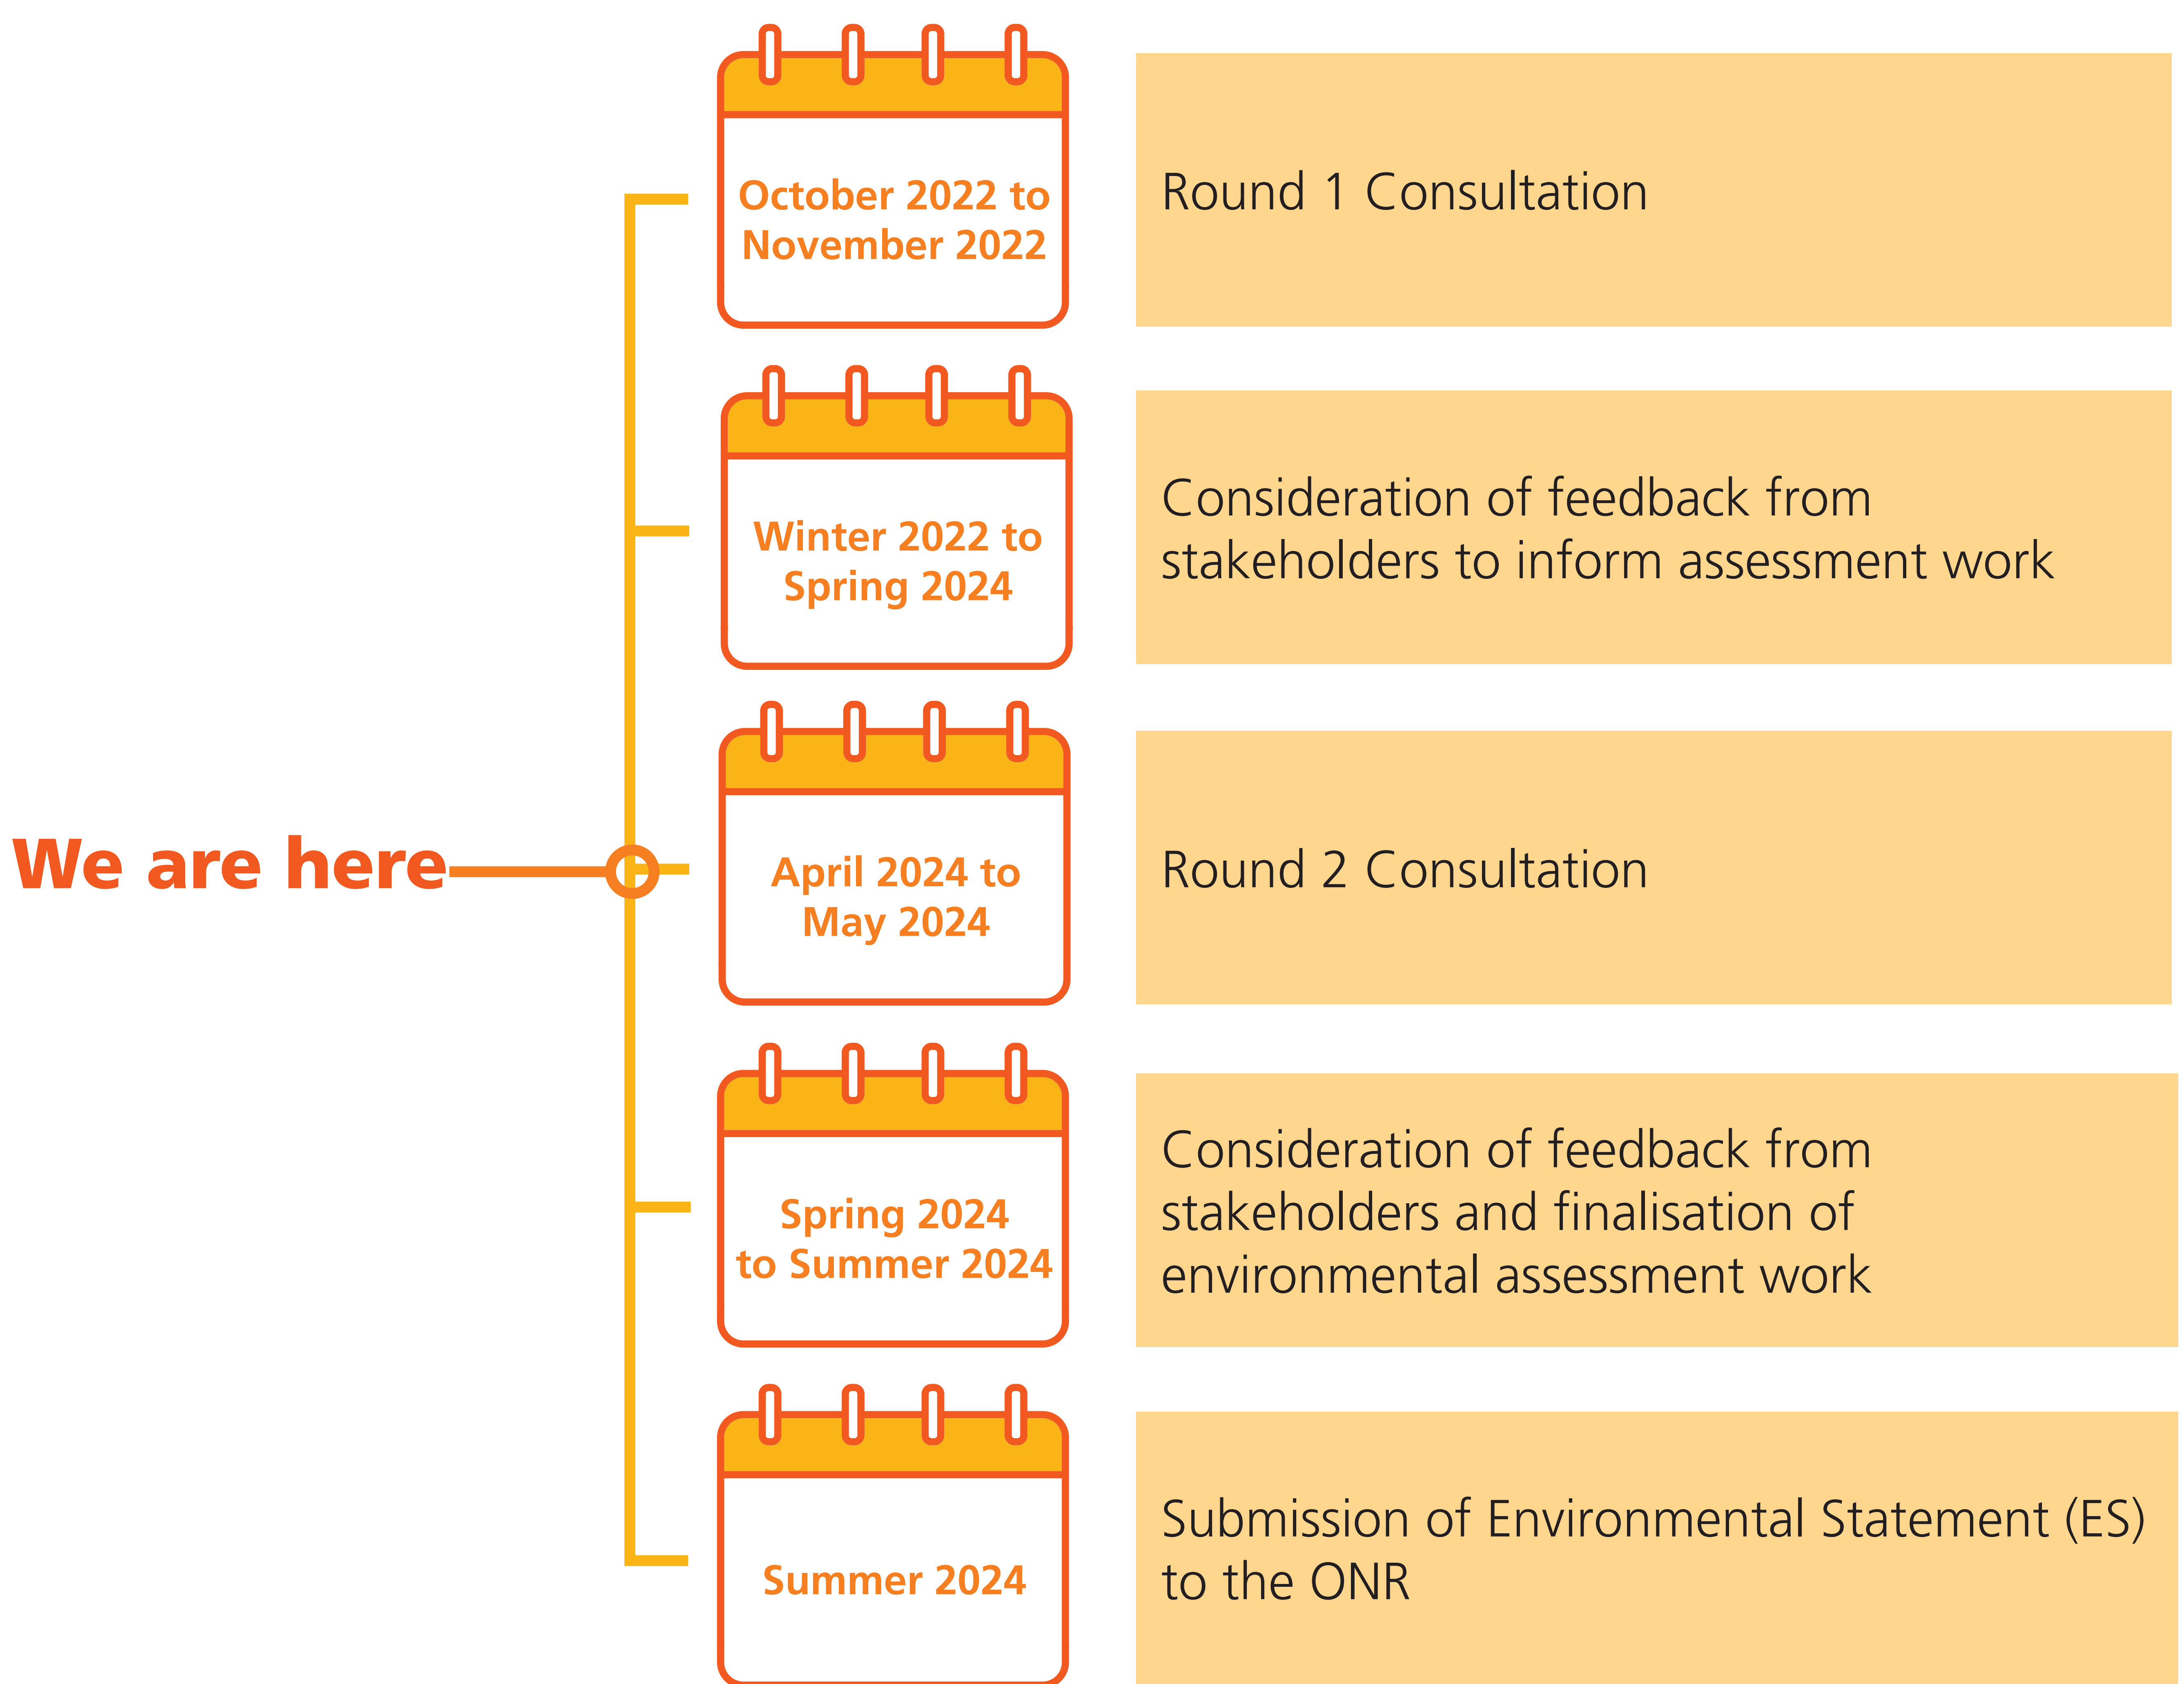 October 2022 to
November 2022
Round 1 Consultation
Winter 2022 to
Spring 2024
Consideration of feedback from
stakeholders to inform assessment work
We are here
April 2024 to
May 2024
Round 2 Consultation
Spring 2024
to Summer 2024
Consideration of feedback from
stakeholders and finalisation of
environmental assessment work
Summer 2024
Submission of Environmental Statement (ES)
to the ONR